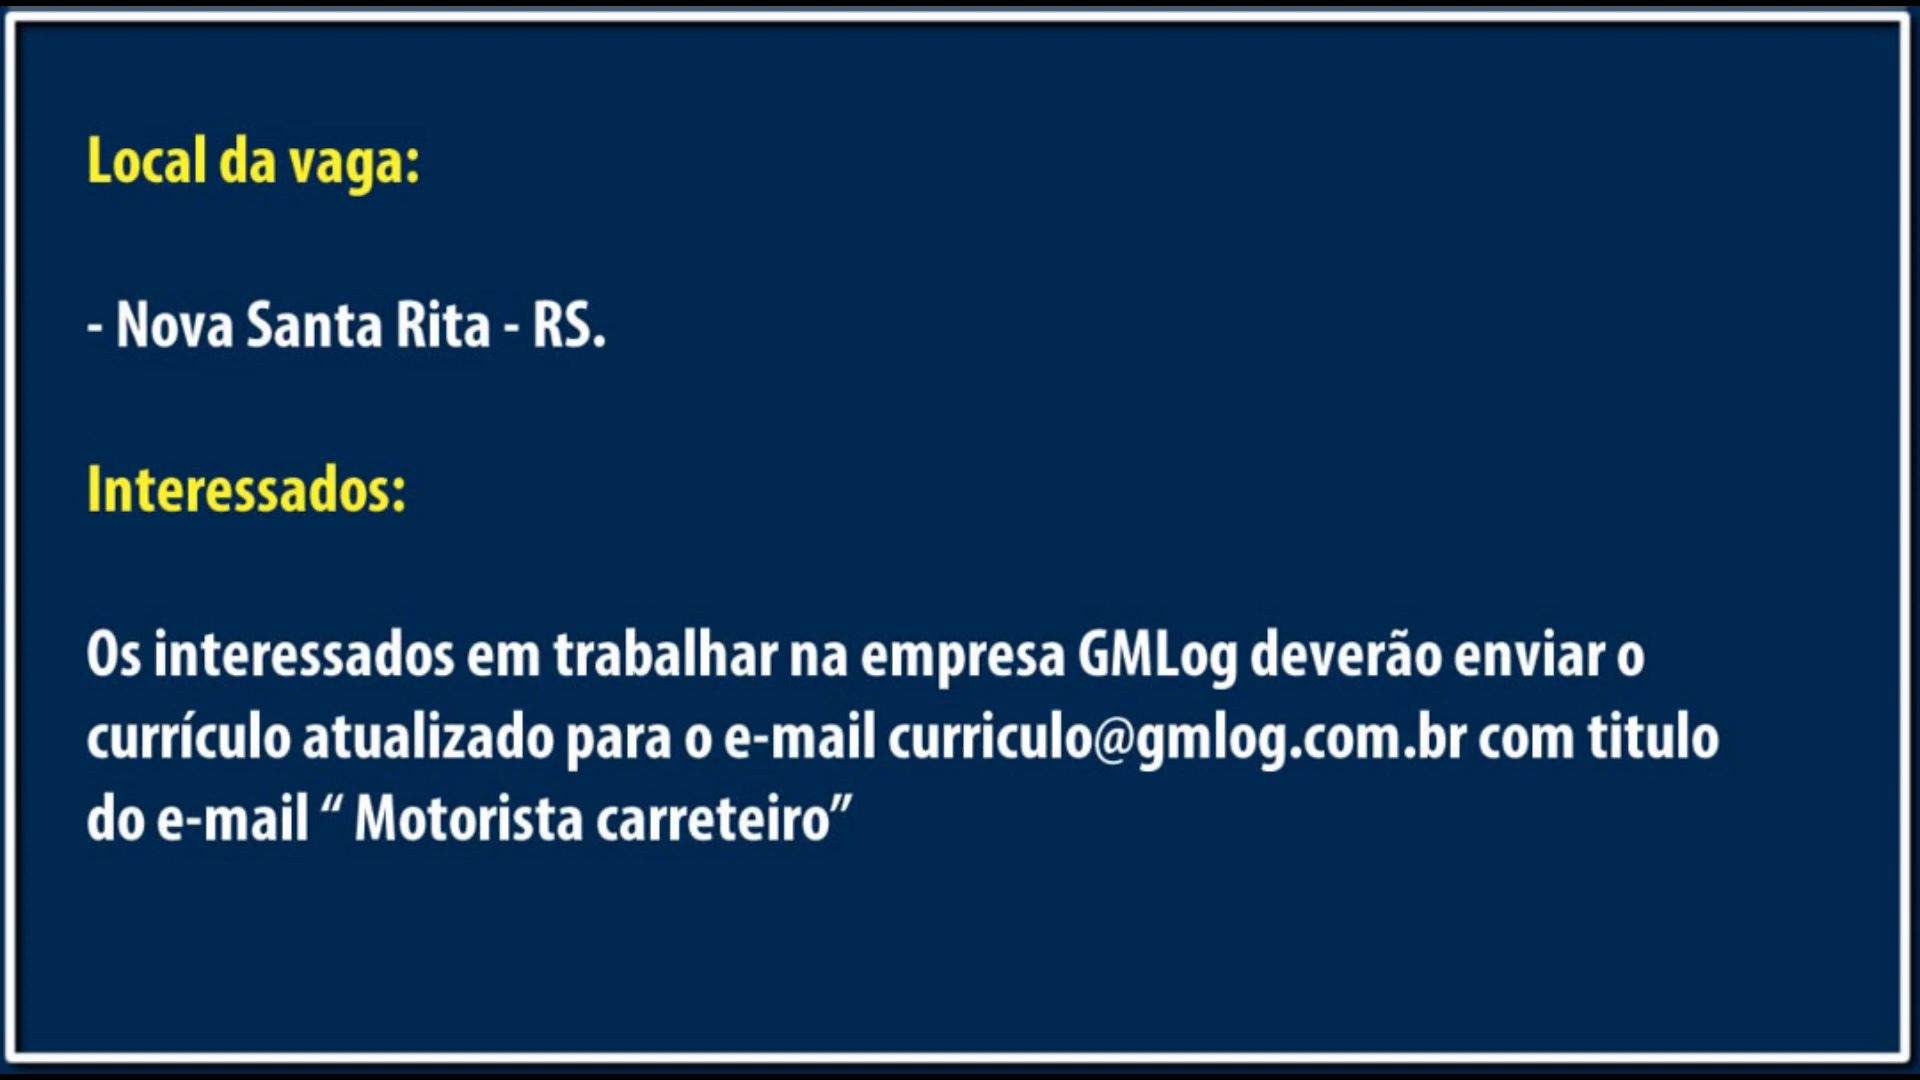 Local da vaga:
- Nova Santa Rita - RS.
Interessados:
Os interessados em trabalhar na empresa GMLog deverão enviar o
currículo atualizado para o e-mail curriculo@gmlog.com.br com titulo
do e-mail “ Motorista carreteiro”